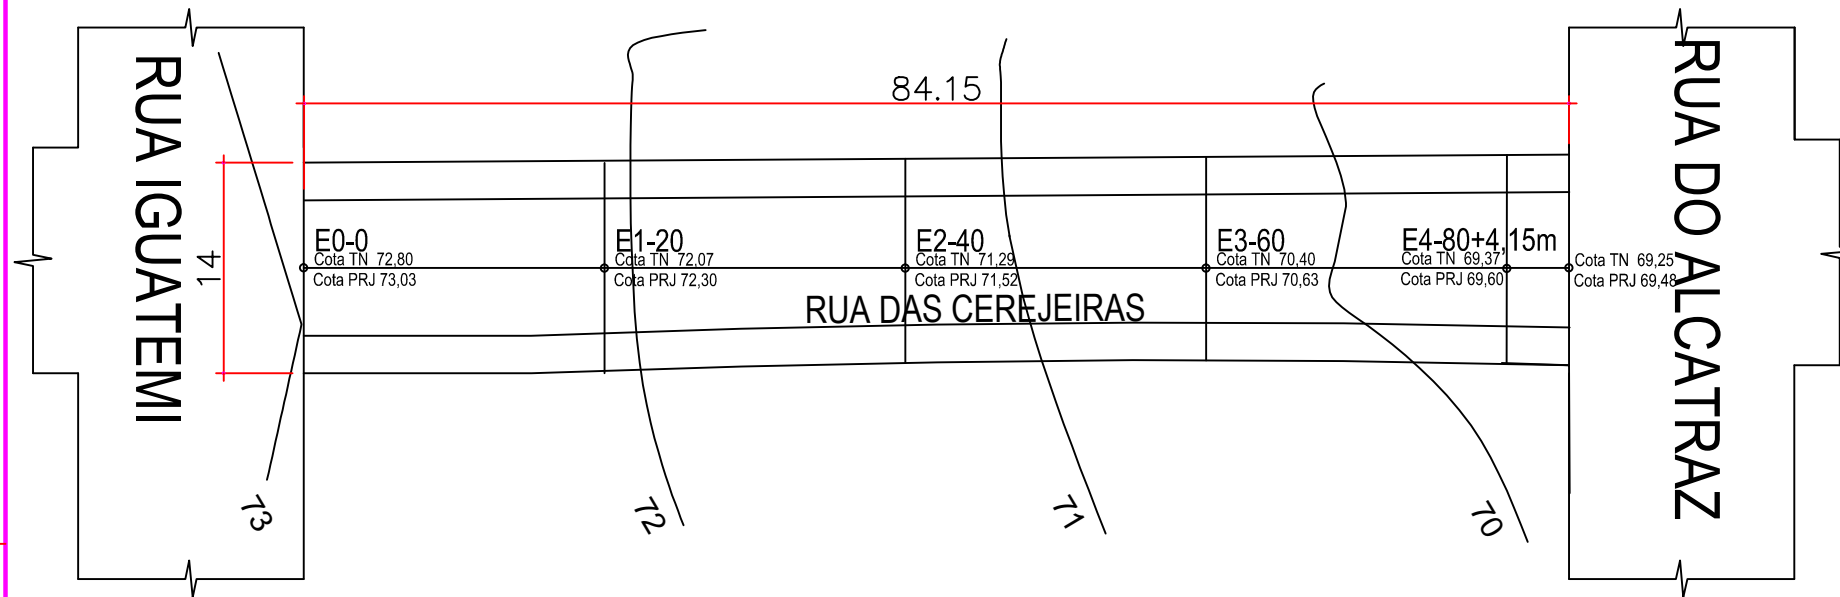 84.15
RUA IGUATEMI
14
73
E0-0
Cota TN 72,80
Cota PRJ 73,03
E1-20
Cota TN 72,07
Cota PRJ 72,30
E2-40
Cota TN 71,29
Cota PRJ 71,52
E3-60
Cota TN 70,40
Cota PRJ 70,63
E4-80+4,15m
Cota TN 69,37
Cota PRJ 69,60
Cota TN 69,25
Cota PRJ 69,48
RUA DAS CEREJEIRAS
72
71
70
RUA DO ALCATRAZ